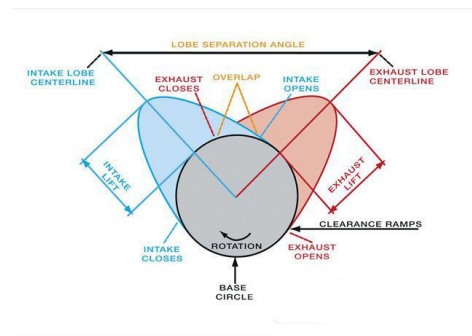 LOBE SEPARATION ANGLE
INTAKE LOBE
CENTERLINE
EXHAUST
CLOSES
OVERLAP
INTAKE
OPENS
EXHAUST LOBE
CENTERLINE
INTAKE
LIFT
EXHAUST
LIFT
CLEARANCE RAMPS
INTAKE
CLOSES
ROTATION
EXHAUST
OPENS
BASE
CIRCLE